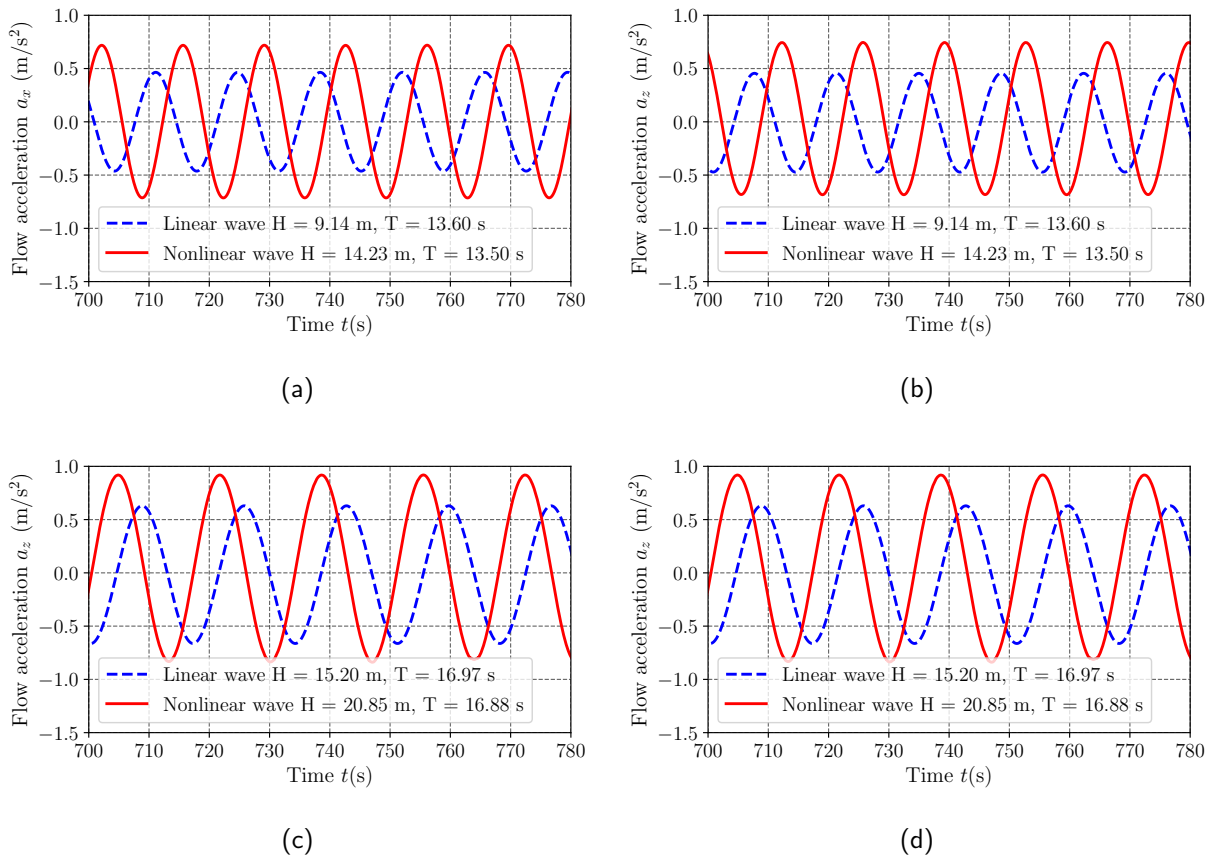 1.0
0.5
0.0
−0.5
−1.0
−1.5
Flow acceleration a_x (m/s²)
Linear wave H = 9.14 m, T = 13.60 s
Nonlinear wave H = 14.23 m, T = 13.50 s
700 710 720 730 740 750 760 770 780
Time t(s)
(a)
1.0
0.5
0.0
−0.5
−1.0
−1.5
Flow acceleration a_z (m/s²)
Linear wave H = 9.14 m, T = 13.60 s
Nonlinear wave H = 14.23 m, T = 13.50 s
700 710 720 730 740 750 760 770 780
Time t(s)
(b)
1.0
0.5
0.0
−0.5
−1.0
−1.5
Flow acceleration a_z (m/s²)
Linear wave H = 15.20 m, T = 16.97 s
Nonlinear wave H = 20.85 m, T = 16.88 s
700 710 720 730 740 750 760 770 780
Time t(s)
(c)
1.0
0.5
0.0
−0.5
−1.0
−1.5
Flow acceleration a_z (m/s²)
Linear wave H = 15.20 m, T = 16.97 s
Nonlinear wave H = 20.85 m, T = 16.88 s
700 710 720 730 740 750 760 770 780
Time t(s)
(d)